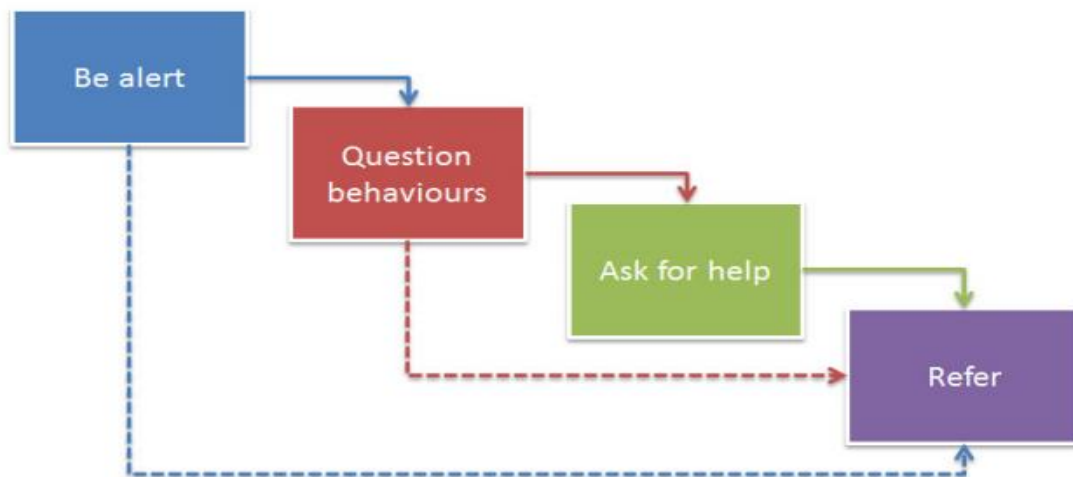 Be alert
Question
behaviours
Ask for help
Refer